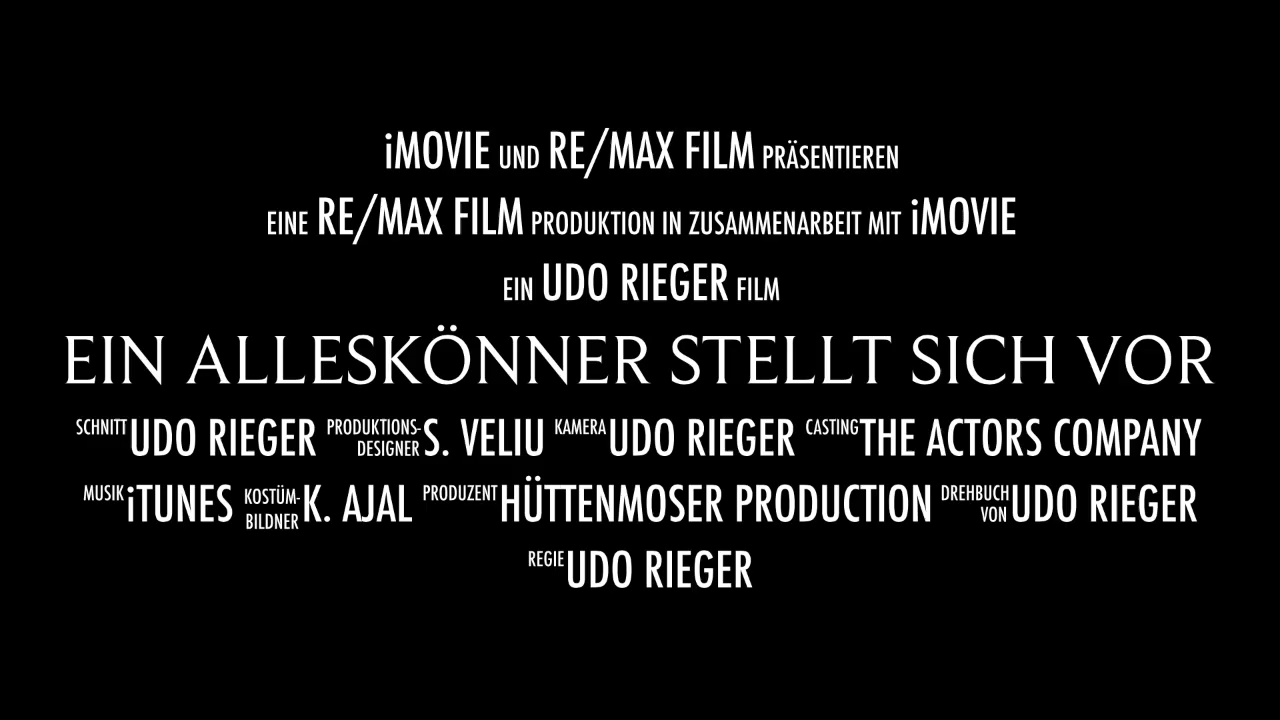 iMOVIE UND RE/MAX FILM PRÄSENTIEREN
EINE RE/MAX FILM PRODUKTION IN ZUSAMMENARBEIT MIT iMOVIE
EIN UDO RIEGER FILM
EIN ALLESKÖNNER STELLT SICH VOR
SCHNITT UDO RIEGER PRODUKTIONS-DESIGNER S. VELIU KAMERA UDO RIEGER CASTING THE ACTORS COMPANY
MUSIK iTUNES KOSTÜM-BILDNER K. AJAL PRODUZENT HÜTTENMOSER PRODUCTION DREHBUCH VON UDO RIEGER
REGIE UDO RIEGER